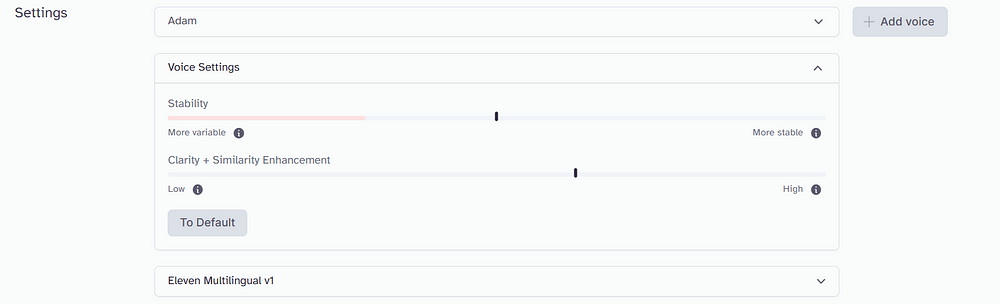 Settings
Adam
Add voice
Voice Settings
Stability
More variable
More stable
Clarity + Similarity Enhancement
Low
High
To Default
Eleven Multilingual v1